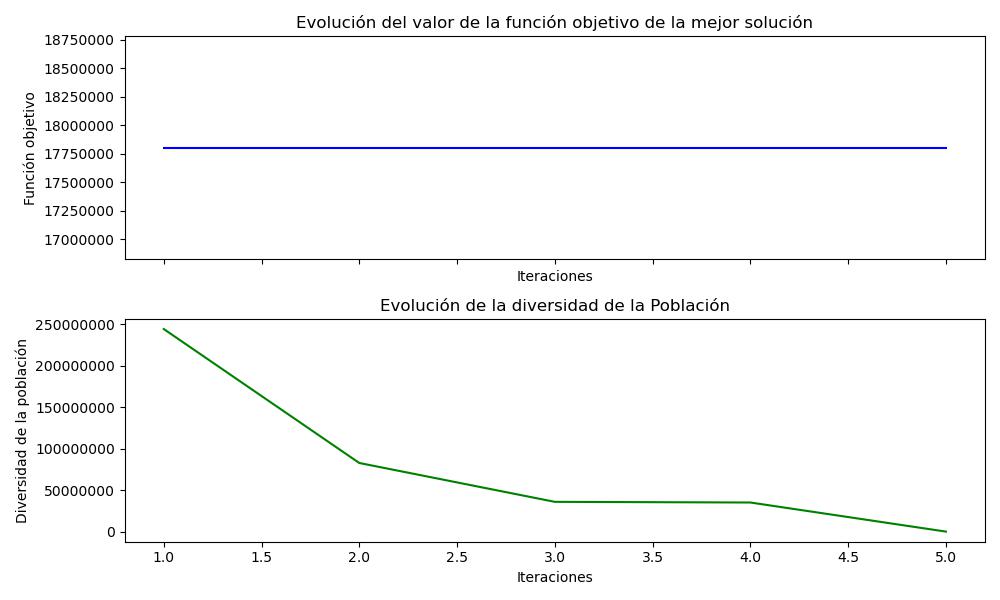 Evolución del valor de la función objetivo de la mejor solución
18750000
18500000
18250000
18000000
17750000
17500000
17250000
17000000
Función objetivo
Iteraciones
Evolución de la diversidad de la Población
250000000
200000000
150000000
100000000
50000000
0
Diversidad de la población
1.0 1.5 2.0 2.5 3.0 3.5 4.0 4.5 5.0
Iteraciones